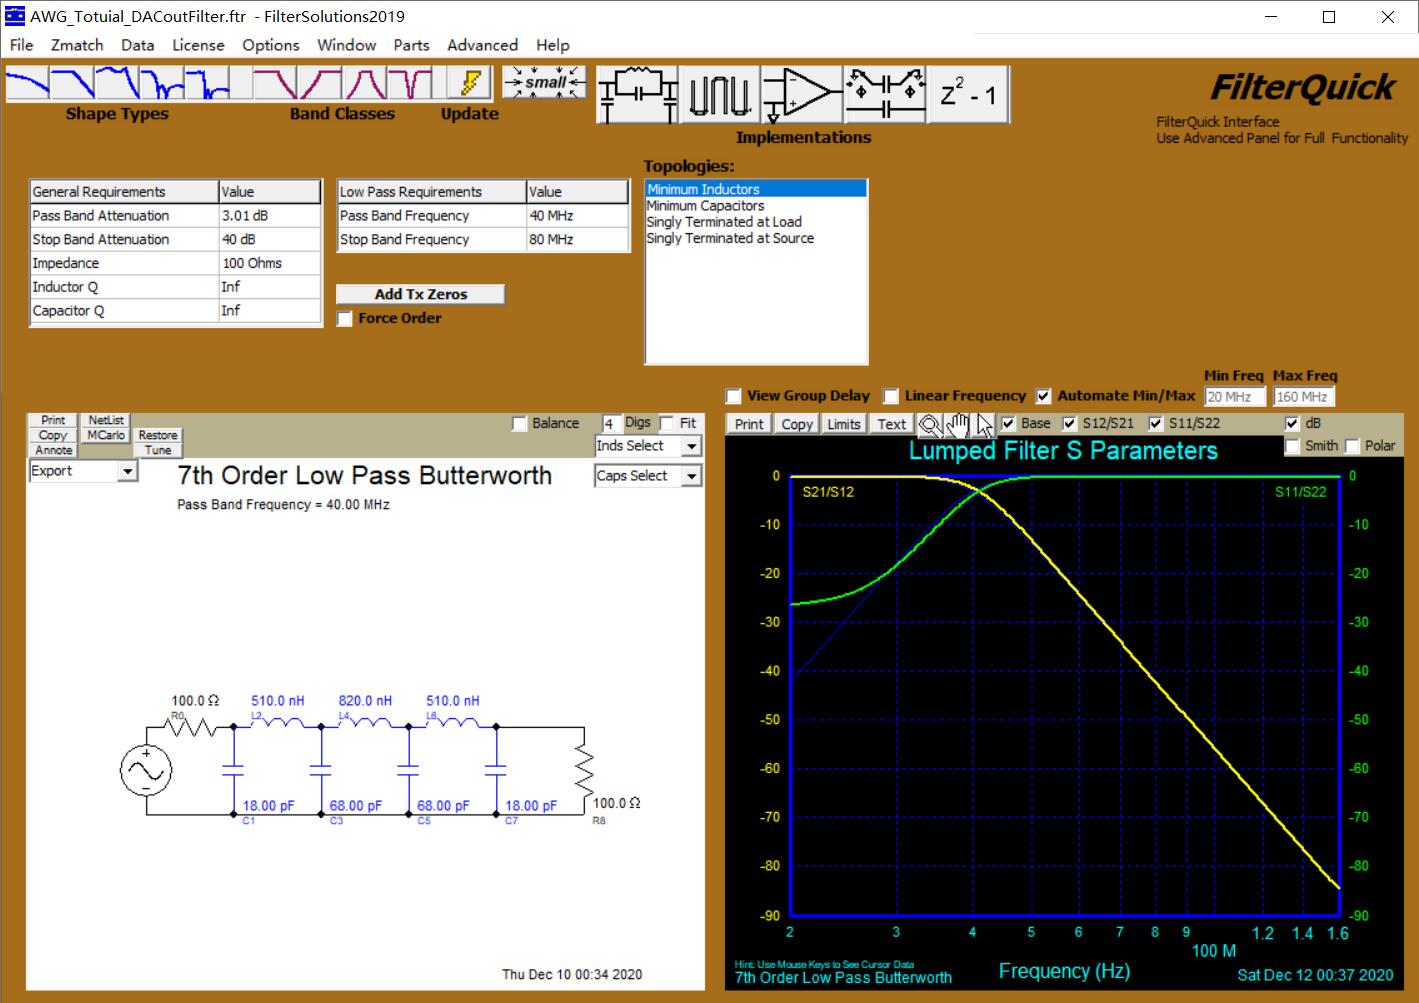 AWG_Totuial_DACoutFilter.ftr - FilterSolutions2019
File Zmatch Data License Options Window Parts Advanced Help
small
Z² - 1
Shape Types Band Classes Update
Implementations
FilterQuick
FilterQuick Interface
Use Advanced Panel for Full Functionality
General Requirements Value
Pass Band Attenuation 3.01 dB
Stop Band Attenuation 40 dB
Impedance 100 Ohms
Inductor Q Inf
Capacitor Q Inf
Low Pass Requirements Value
Pass Band Frequency 40 MHz
Stop Band Frequency 80 MHz
Add Tx Zeros
Force Order
Topologies:
Minimum Inductors
Minimum Capacitors
Singly Terminated at Load
Singly Terminated at Source
Min Freq Max Freq
View Group Delay Linear Frequency Automate Min/Max 20 MHz 160 MHz
Print NetList
Copy MCarlo Restore
Annote Tune
Balance 4 Digs Fit
Inds Select
Export
Caps Select
7th Order Low Pass Butterworth
Pass Band Frequency = 40.00 MHz
100.0 Ω 510.0 nH 820.0 nH 510.0 nH
R0 L2 L4 L6
+
−
18.00 pF 68.00 pF 68.00 pF 18.00 pF 100.0 Ω
C1 C3 C5 C7 R8
Thu Dec 10 00:34 2020
Print Copy Limits Text Base S12/S21 S11/S22 dB
Smith Polar
Lumped Filter S Parameters
S21/S12 S11/S22
0 0
-10 -10
-20 -20
-30 -30
-40 -40
-50 -50
-60 -60
-70 -70
-80 -80
-90 -90
2 3 4 5 6 7 8 9 1.2 1.4 1.6
100 M
Hint: Use Mouse Keys to See Cursor Data
7th Order Low Pass Butterworth
Frequency (Hz)
Sat Dec 12 00:37 2020